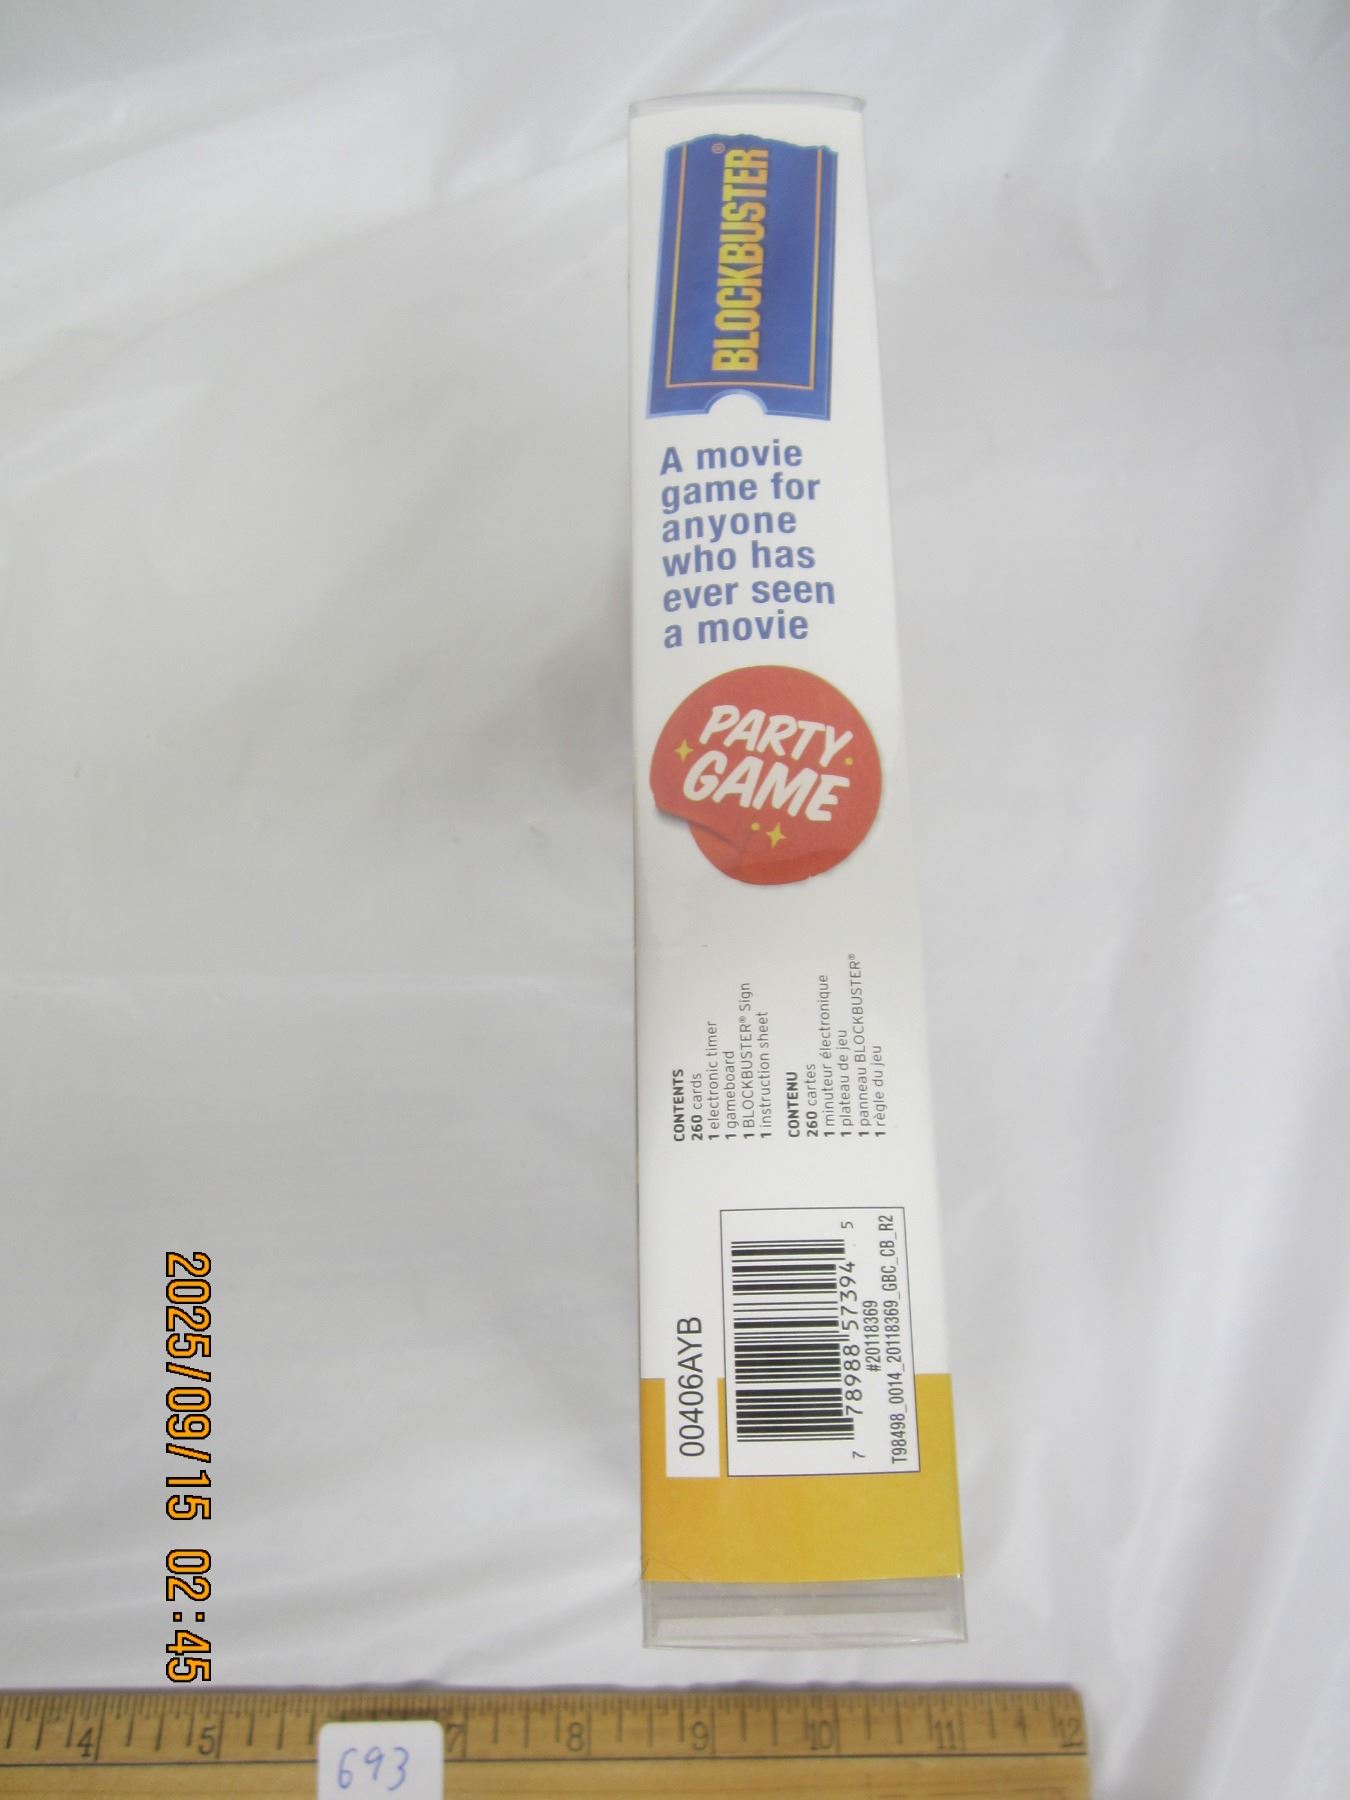 BLOCKBUSTER®
A movie
game for
anyone
who has
ever seen
a movie
PARTY
GAME
CONTENTS
260 cards
1 electronic timer
1 gameboard
1 BLOCKBUSTER® Sign
1 instruction sheet
CONTENU
260 cartes
1 minuteur électronique
1 plateau de jeu
1 panneau BLOCKBUSTER®
1 règle du jeu
00406AYB
7 78988 57394 5
#20118369
T98498_0014_20118369_GBC_CB_R2
2025/09/15 02:45
4 5 7 8 9 10 11 12
693